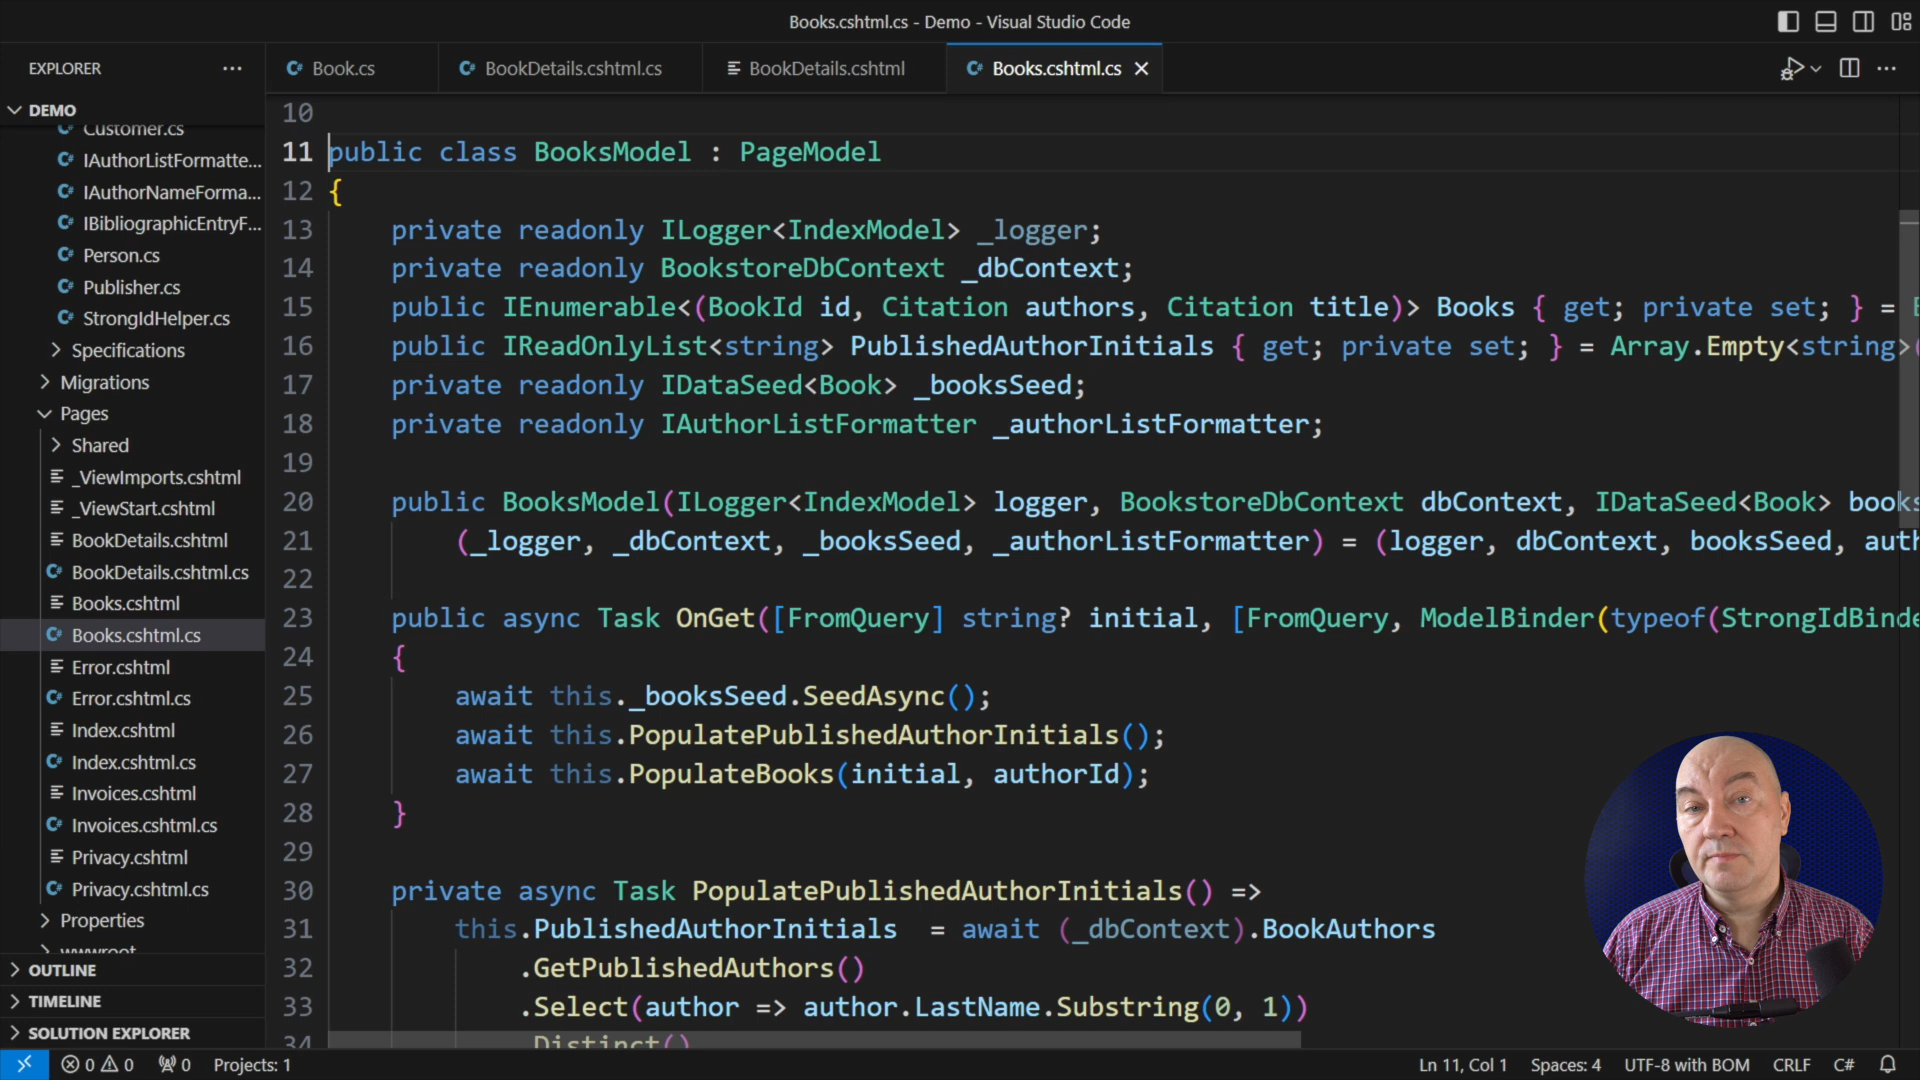 Books.cshtml.cs - Demo - Visual Studio Code
EXPLORER
Book.cs
BookDetails.cshtml.cs
BookDetails.cshtml
Books.cshtml.cs
DEMO
Customer.cs
IAuthorListFormatte...
IAuthorNameForma...
IBibliographicEntryF...
Person.cs
Publisher.cs
StrongIdHelper.cs
Specifications
Migrations
Pages
Shared
_ViewImports.cshtml
_ViewStart.cshtml
BookDetails.cshtml
BookDetails.cshtml.cs
Books.cshtml
Books.cshtml.cs
Error.cshtml
Error.cshtml.cs
Index.cshtml
Index.cshtml.cs
Invoices.cshtml
Invoices.cshtml.cs
Privacy.cshtml
Privacy.cshtml.cs
Properties
wwwroot
OUTLINE
TIMELINE
SOLUTION EXPLORER
10
11 public class BooksModel : PageModel
12 {
13 private readonly ILogger<IndexModel> _logger;
14 private readonly BookstoreDbContext _dbContext;
15 public IEnumerable<(BookId id, Citation authors, Citation title)> Books { get; private set; } =
16 public IReadOnlyList<string> PublishedAuthorInitials { get; private set; } = Array.Empty<string>(
17 private readonly IDataSeed<Book> _booksSeed;
18 private readonly IAuthorListFormatter _authorListFormatter;
19
20 public BooksModel(ILogger<IndexModel> logger, BookstoreDbContext dbContext, IDataSeed<Book> books
21 (_logger, _dbContext, _booksSeed, _authorListFormatter) = (logger, dbContext, booksSeed, auth
22
23 public async Task OnGet([FromQuery] string? initial, [FromQuery, ModelBinder(typeof(StrongIdBinde
24 {
25 await this._booksSeed.SeedAsync();
26 await this.PopulatePublishedAuthorInitials();
27 await this.PopulateBooks(initial, authorId);
28 }
29
30 private async Task PopulatePublishedAuthorInitials() =>
31 this.PublishedAuthorInitials = await (_dbContext).BookAuthors
32 .GetPublishedAuthors()
33 .Select(author => author.LastName.Substring(0, 1))
34 .Distinct()
0 0 0 Projects: 1
Ln 11, Col 1 Spaces: 4 UTF-8 with BOM CRLF C#